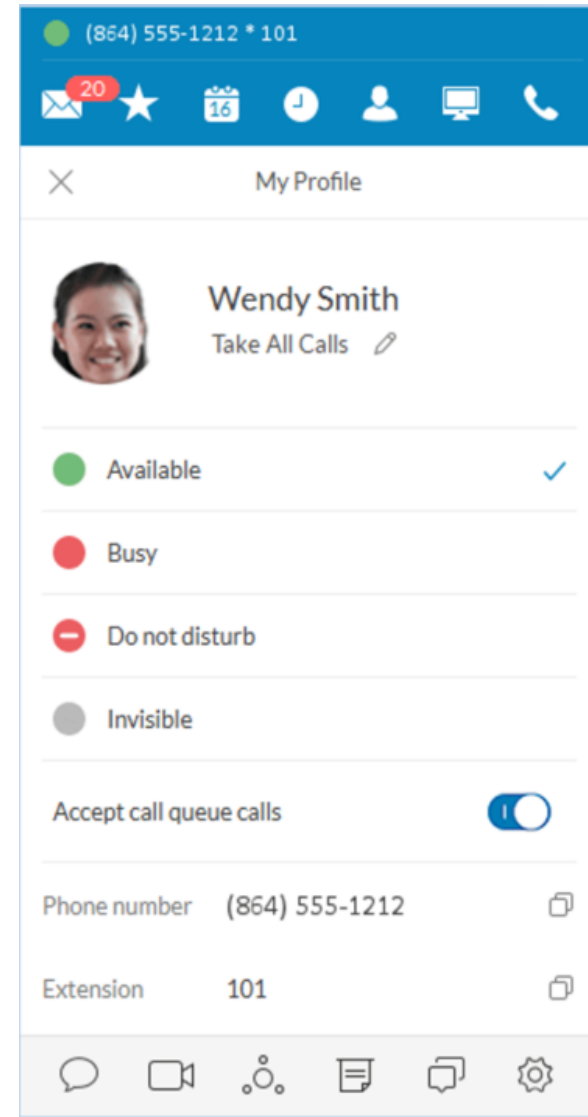 (864) 555-1212 * 101
20
16
My Profile
Wendy Smith
Take All Calls
Available
Busy
Do not disturb
Invisible
Accept call queue calls
Phone number (864) 555-1212
Extension 101